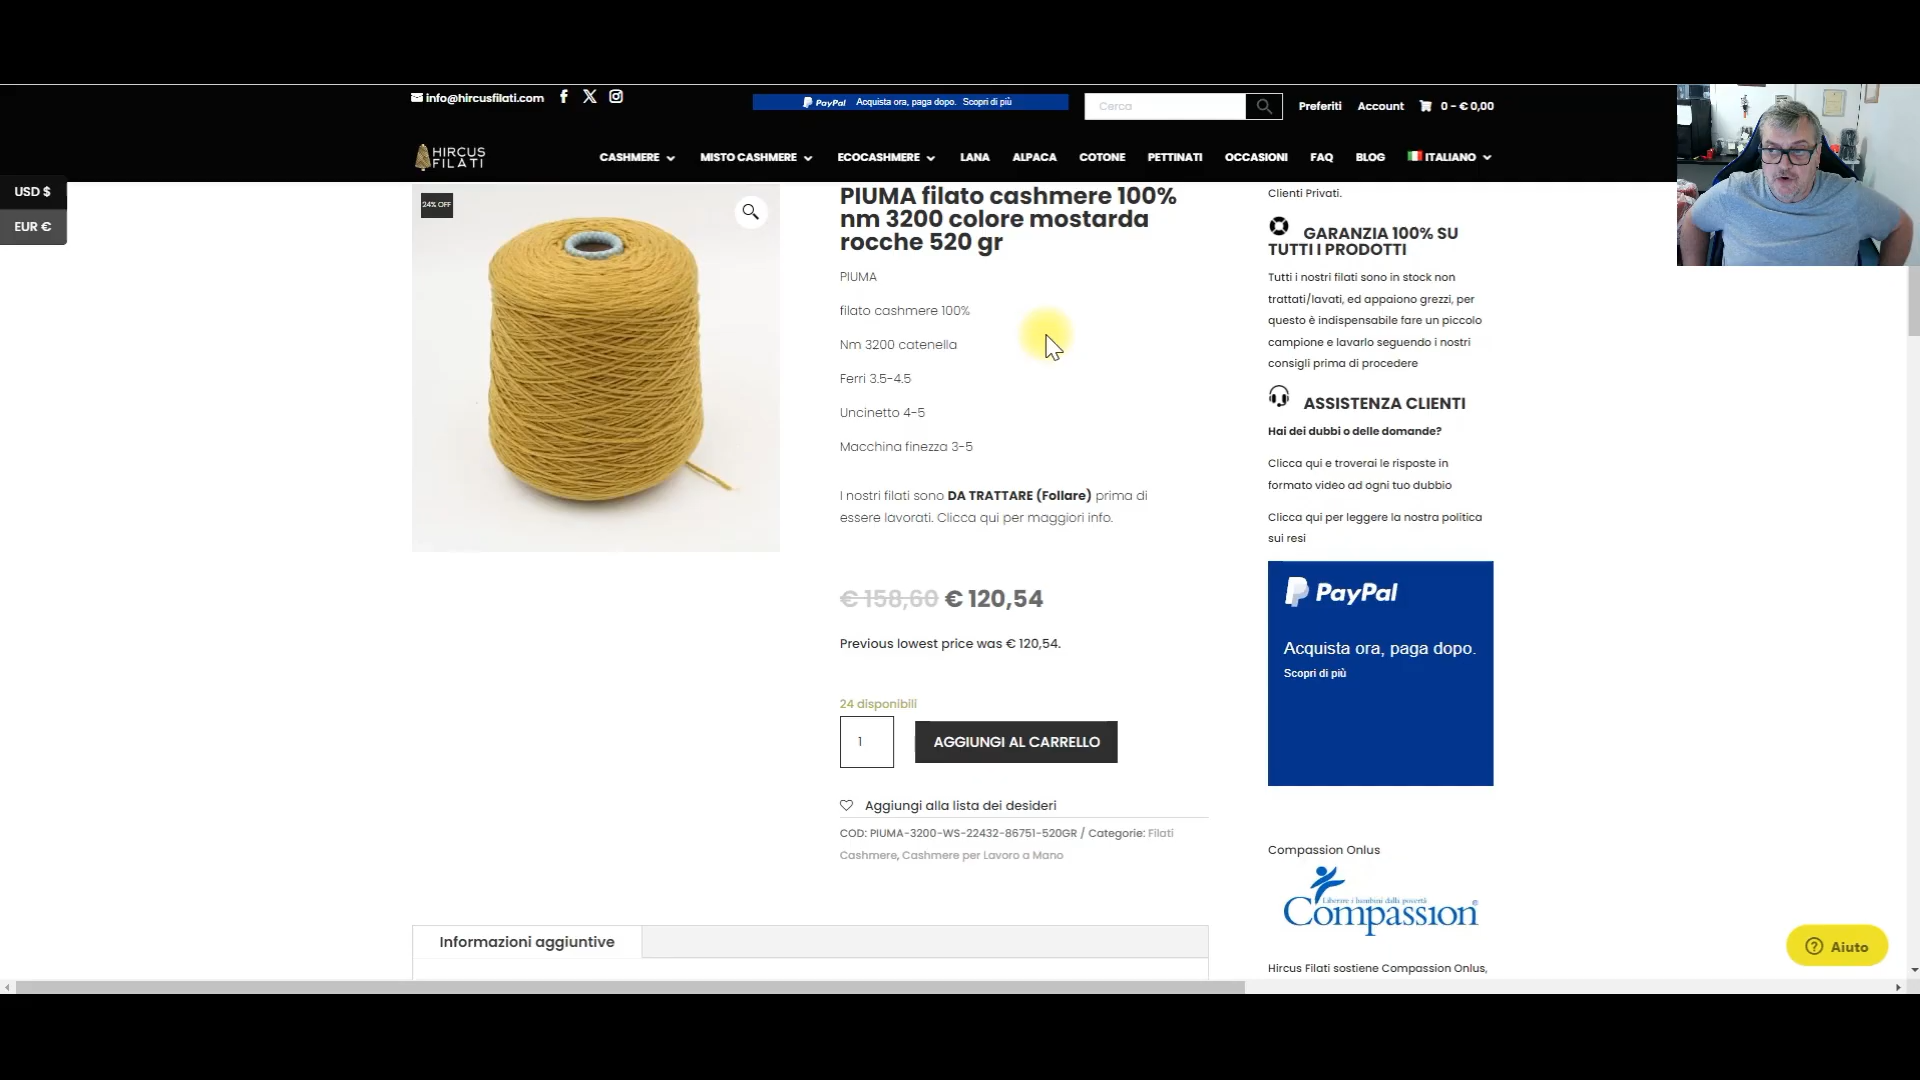 info@hircusfilati.com
PayPal Acquista ora, paga dopo. Scopri di più
Cerca
Preferiti
Account
0 - € 0,00
HIRCUS
FILATI
CASHMERE
MISTO CASHMERE
ECOCASHMERE
LANA
ALPACA
COTONE
PETTINATI
OCCASIONI
FAQ
BLOG
ITALIANO
USD $
EUR €
24% OFF
PIUMA filato cashmere 100%
nm 3200 colore mostarda
rocche 520 gr
PIUMA
filato cashmere 100%
Nm 3200 catenella
Ferri 3.5-4.5
Uncinetto 4-5
Macchina finezza 3-5
I nostri filati sono DA TRATTARE (Follare) prima di
essere lavorati. Clicca qui per maggiori info.
€ 158,60 € 120,54
Previous lowest price was € 120,54.
24 disponibili
1
AGGIUNGI AL CARRELLO
Aggiungi alla lista dei desideri
COD: PIUMA-3200-WS-22432-86751-520GR / Categorie: Filati
Cashmere, Cashmere per Lavoro a Mano
Informazioni aggiuntive
Clienti Privati.
GARANZIA 100% SU
TUTTI I PRODOTTI
Tutti i nostri filati sono in stock non
trattati/lavati, ed appaiono grezzi, per
questo è indispensabile fare un piccolo
campione e lavarlo seguendo i nostri
consigli prima di procedere
ASSISTENZA CLIENTI
Hai dei dubbi o delle domande?
Clicca qui e troverai le risposte in
formato video ad ogni tuo dubbio
Clicca qui per leggere la nostra politica
sui resi
PayPal
Acquista ora, paga dopo.
Scopri di più
Compassion Onlus
Liberare i bambini dalla povertà
Compassion
Hircus Filati sostiene Compassion Onlus,
Aiuto